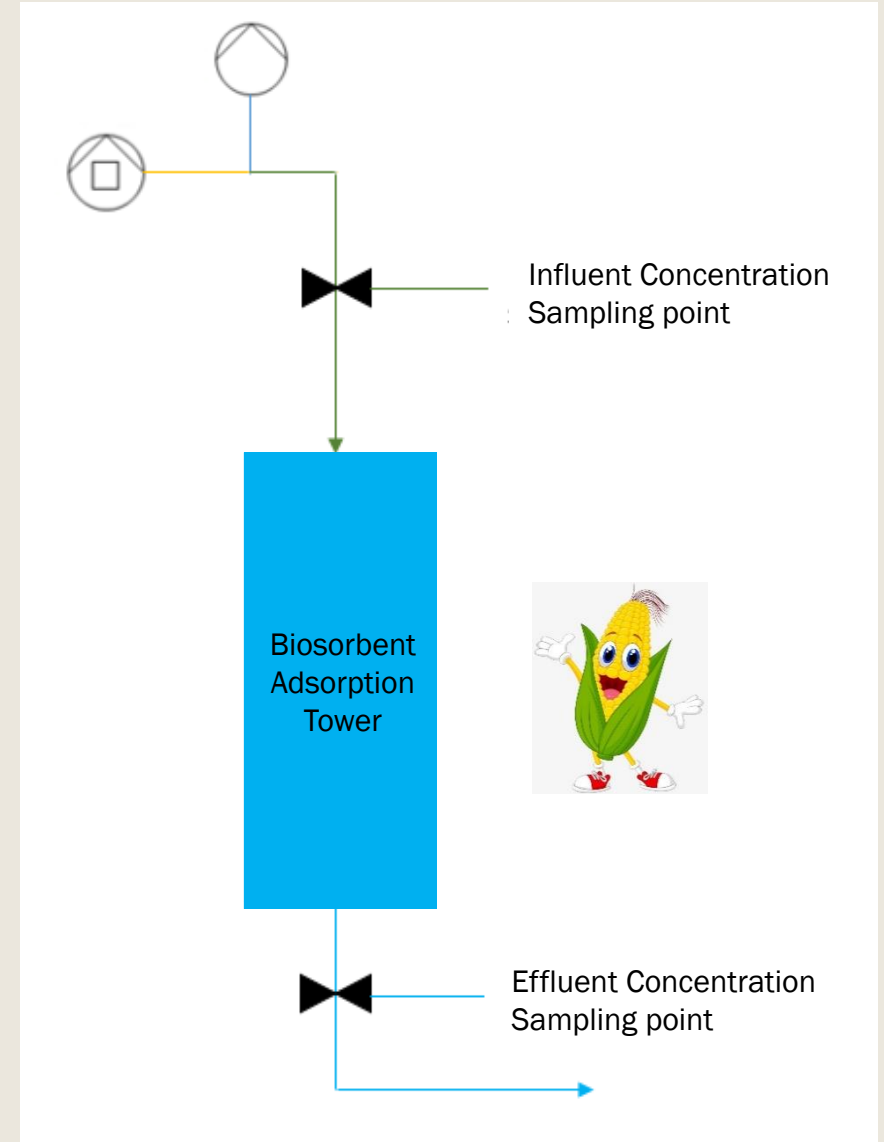 Influent Concentration
Sampling point
Biosorbent
Adsorption
Tower
Effluent Concentration
Sampling point